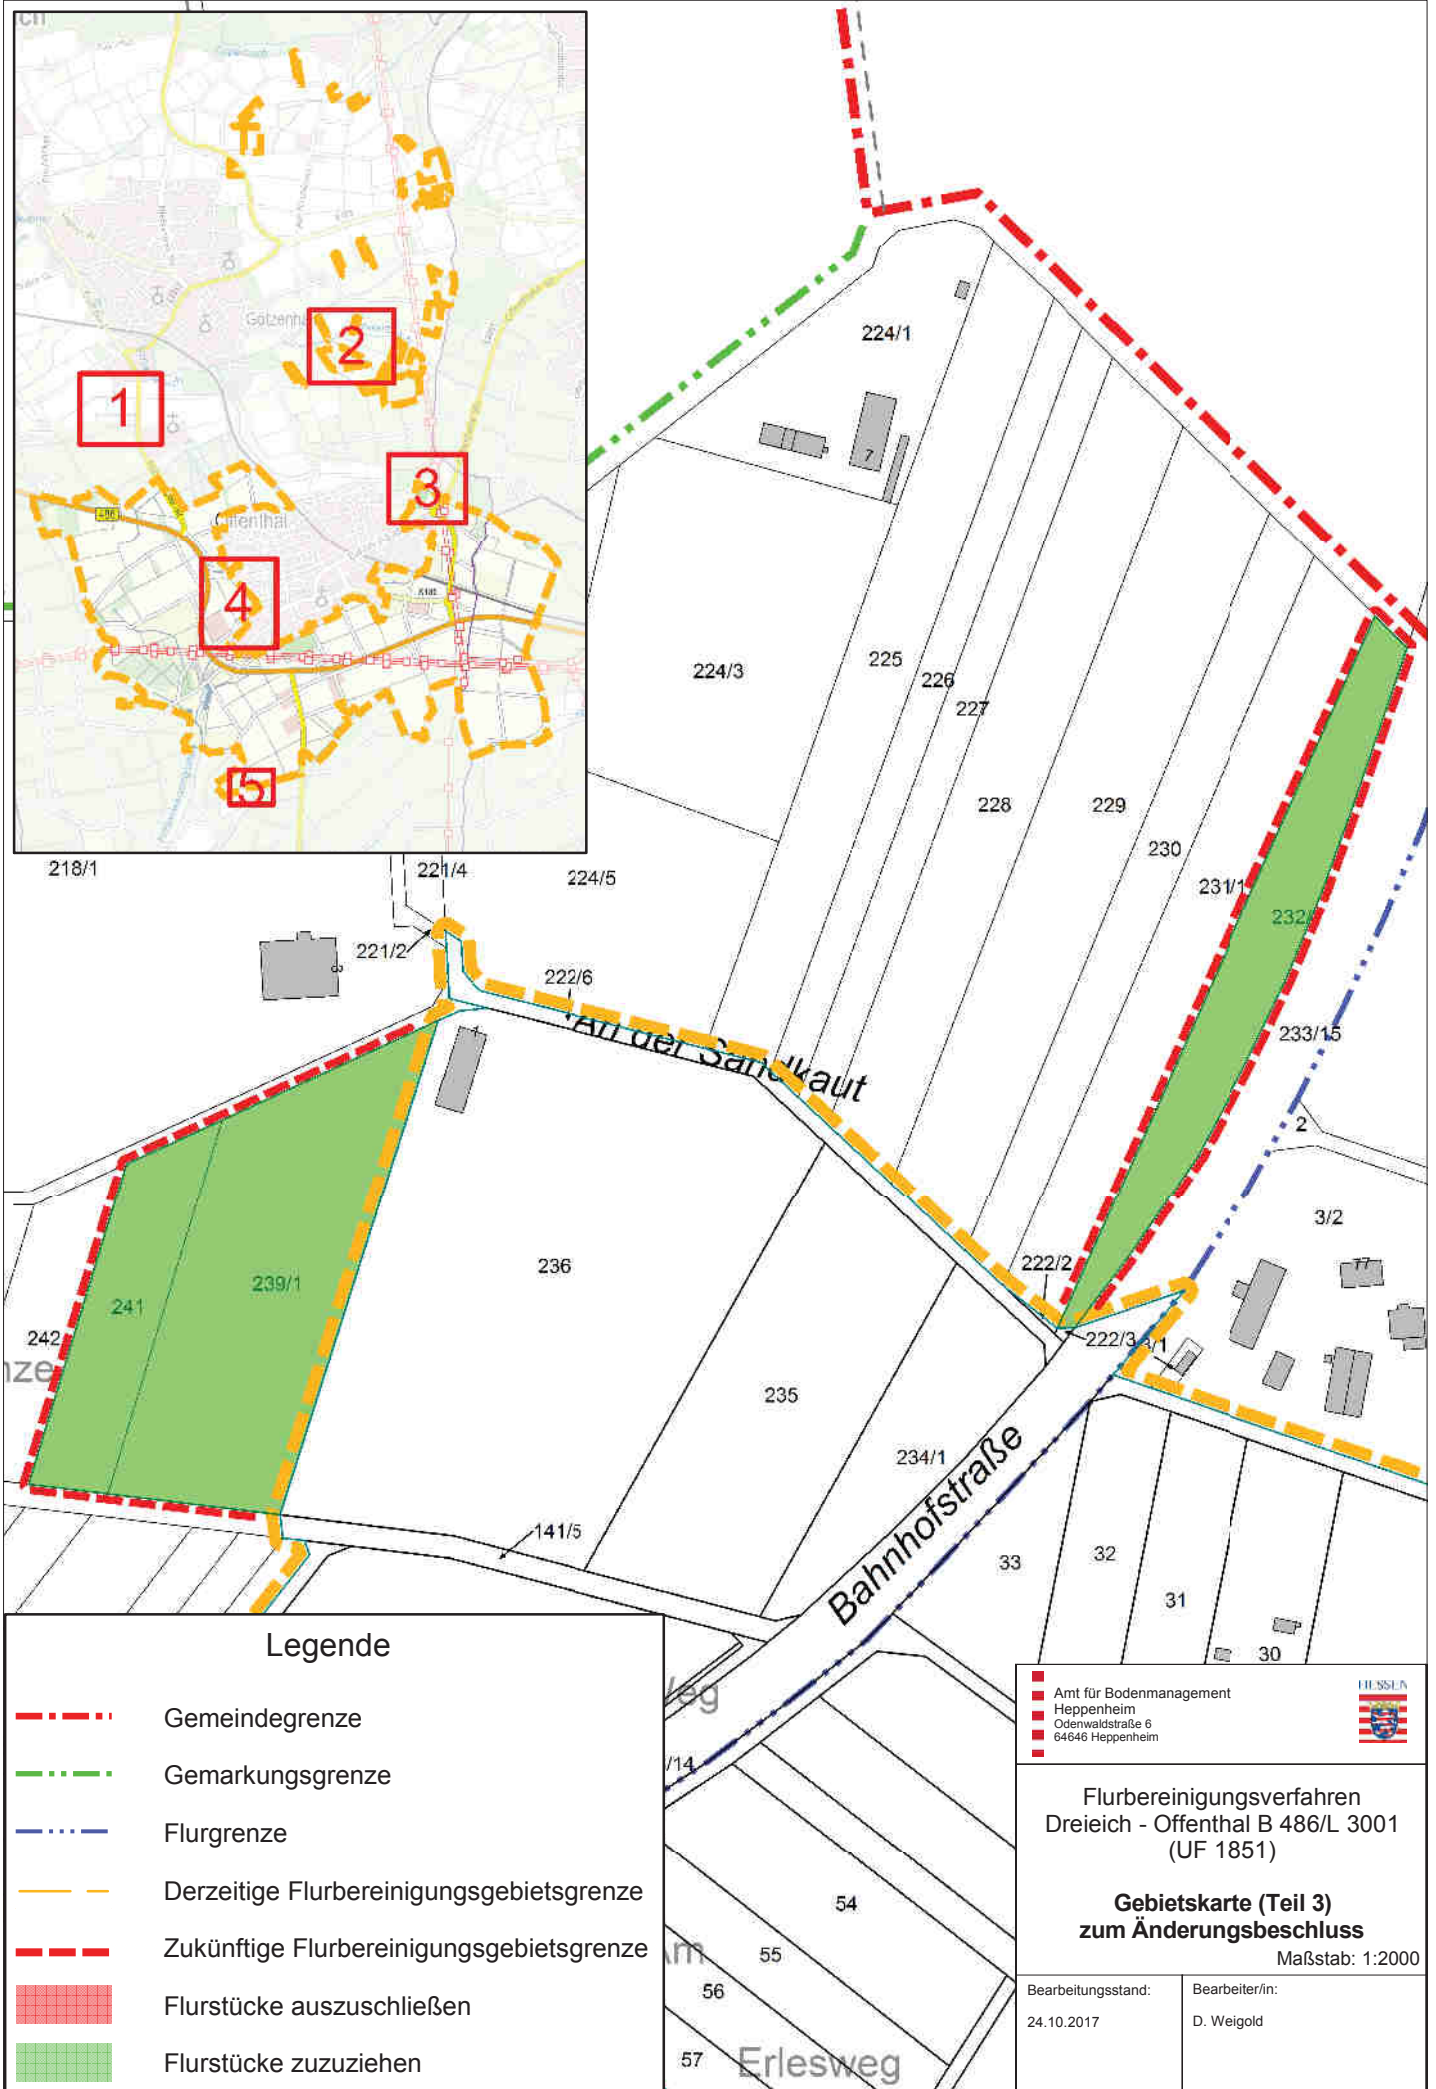 1
2
3
4
5
Offenthal
K185
224/1
7
224/3
225
226
227
228
229
230
231/1
232/
233/15
218/1
221/4
224/5
221/2
3
222/6
An der Sandkaut
2
3/2
236
239/1
241
242
222/2
222/3
235
234/1
Bahnhofstraße
141/5
33
32
31
30
/14
54
55
56
57
Erlesweg
Legende
Gemeindegrenze
Gemarkungsgrenze
Flurgrenze
Derzeitige Flurbereinigungsgebietsgrenze
Zukünftige Flurbereinigungsgebietsgrenze
Flurstücke auszuschließen
Flurstücke zuzuziehen
Amt für Bodenmanagement
Heppenheim
Odenwaldstraße 6
64646 Heppenheim
HESSEN
Flurbereinigungsverfahren
Dreieich - Offenthal B 486/L 3001
(UF 1851)
Gebietskarte (Teil 3)
zum Änderungsbeschluss
Maßstab: 1:2000
Bearbeitungsstand:
24.10.2017
Bearbeiter/in:
D. Weigold